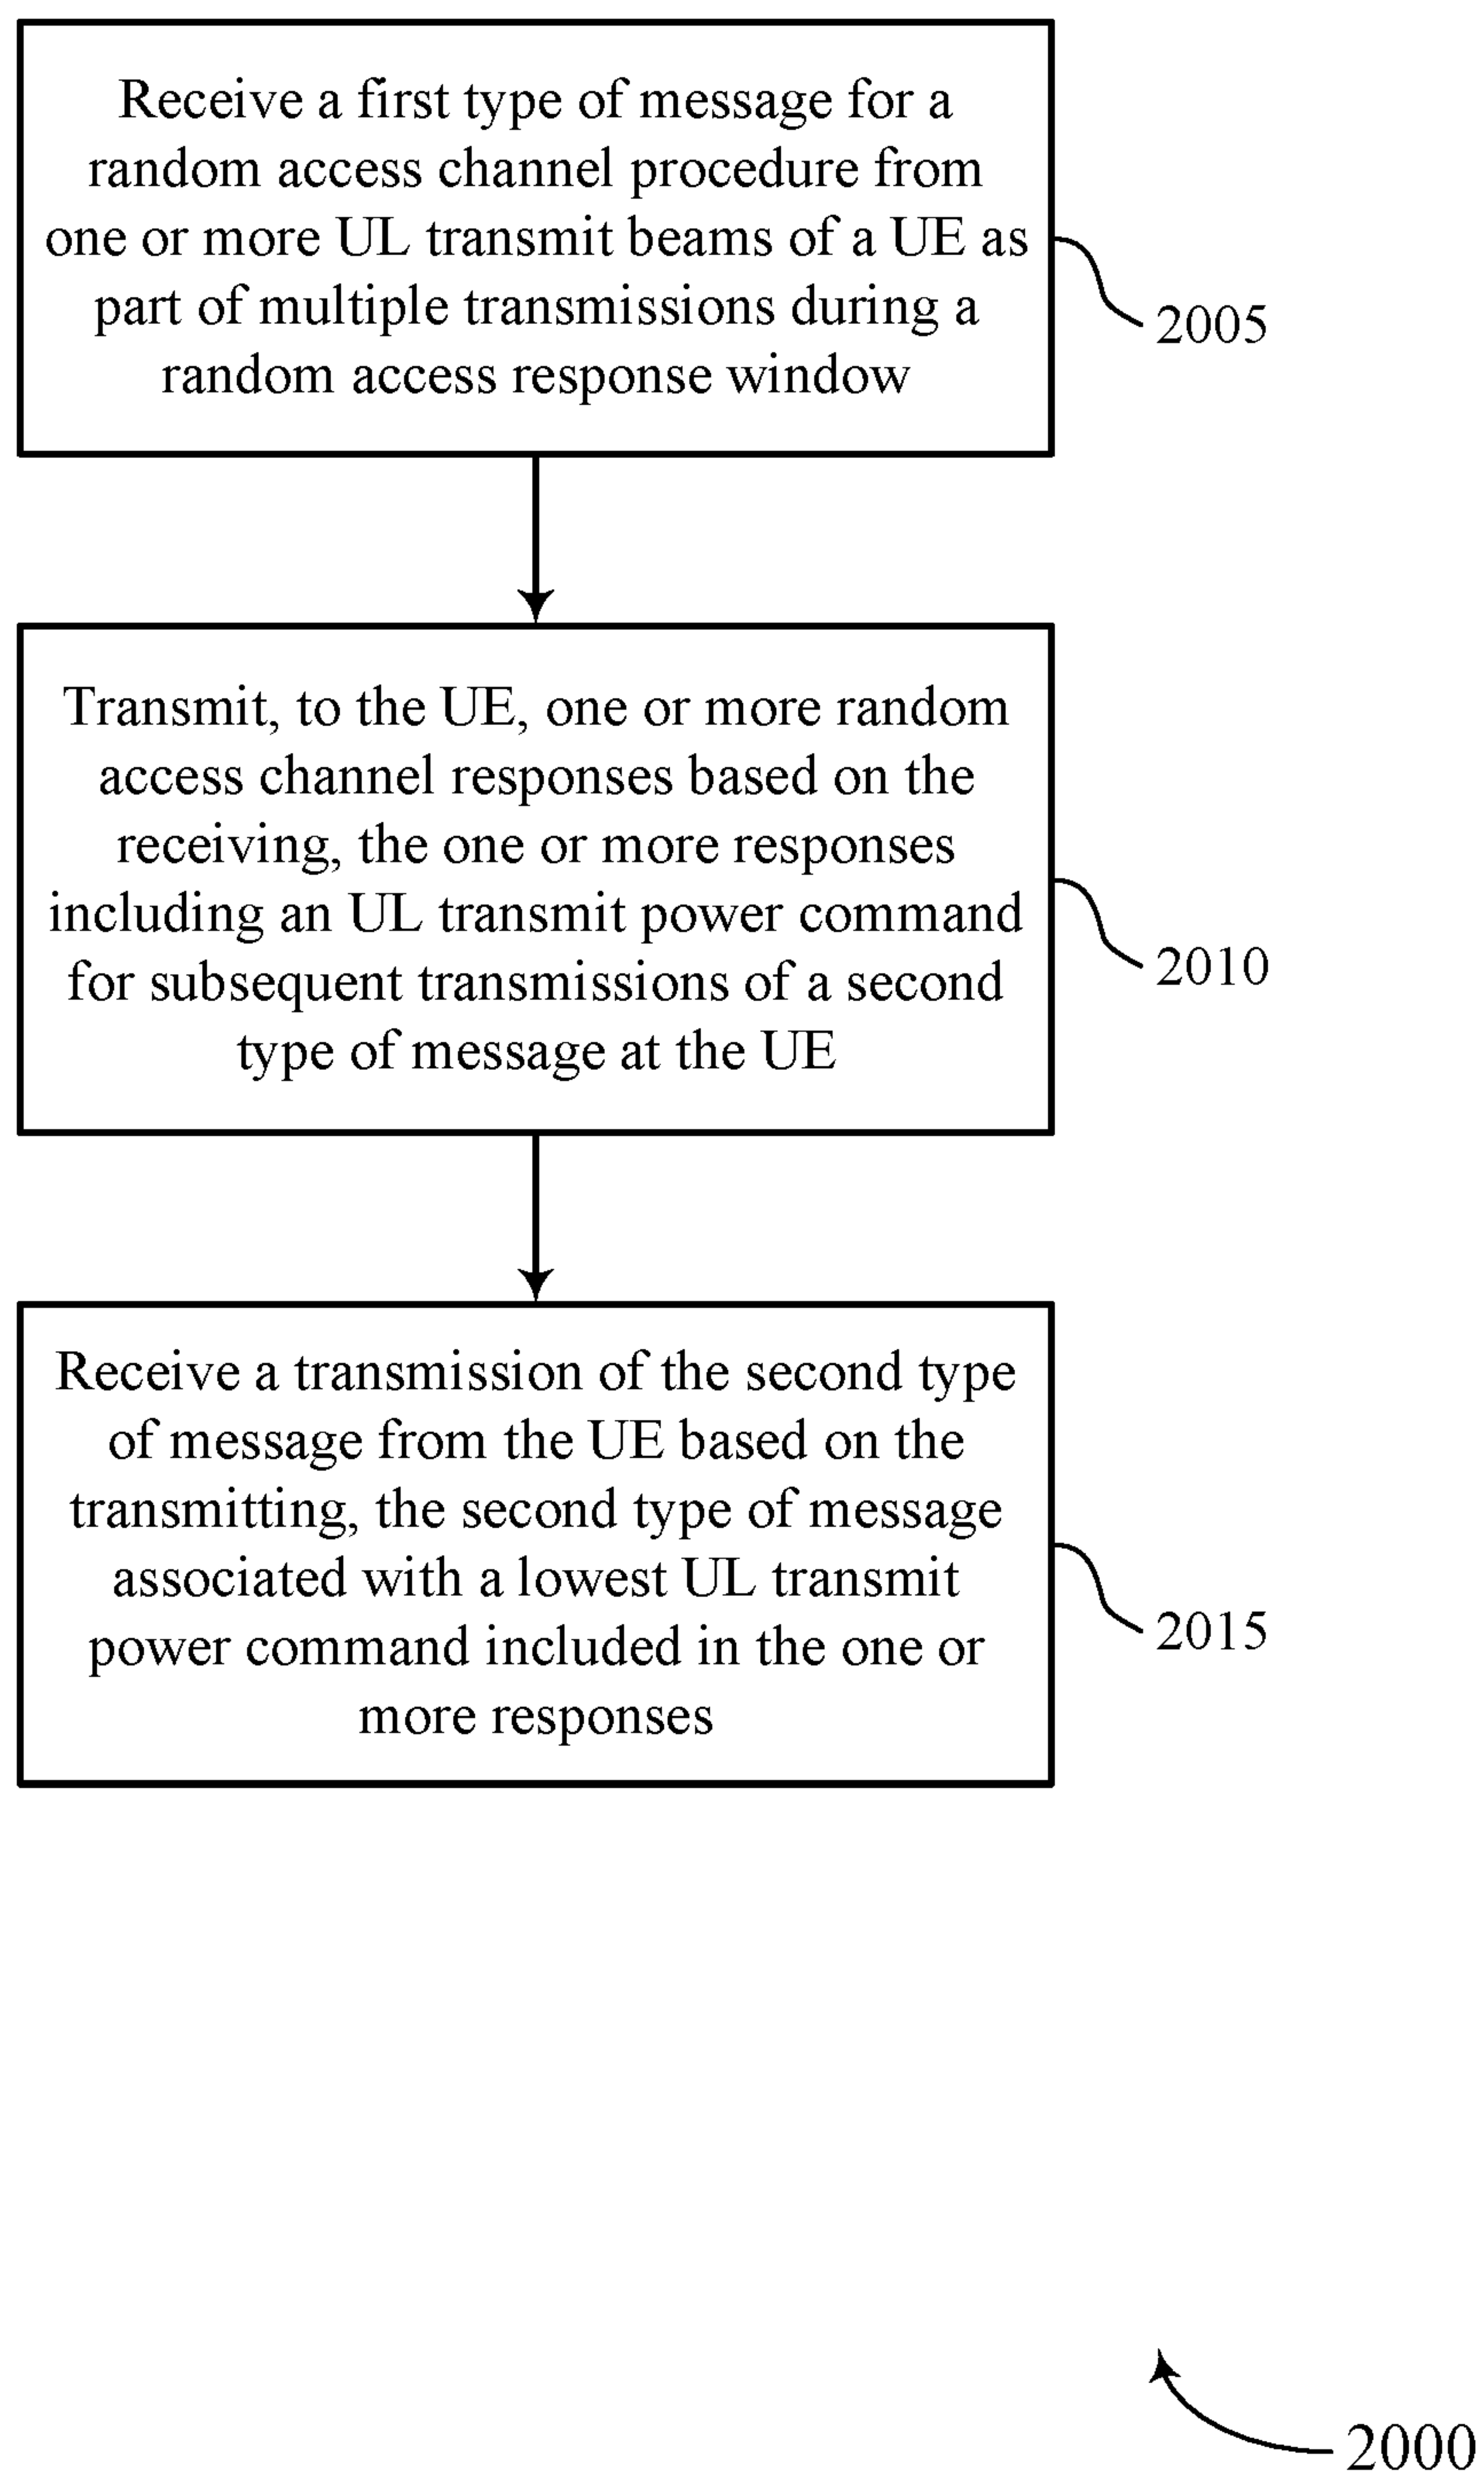 Receive a first type of message for a
random access channel procedure from
one or more UL transmit beams of a UE as
part of multiple transmissions during a
random access response window
2005
Transmit, to the UE, one or more random
access channel responses based on the
receiving, the one or more responses
including an UL transmit power command
for subsequent transmissions of a second
type of message at the UE
2010
Receive a transmission of the second type
of message from the UE based on the
transmitting, the second type of message
associated with a lowest UL transmit
power command included in the one or
more responses
2015
2000